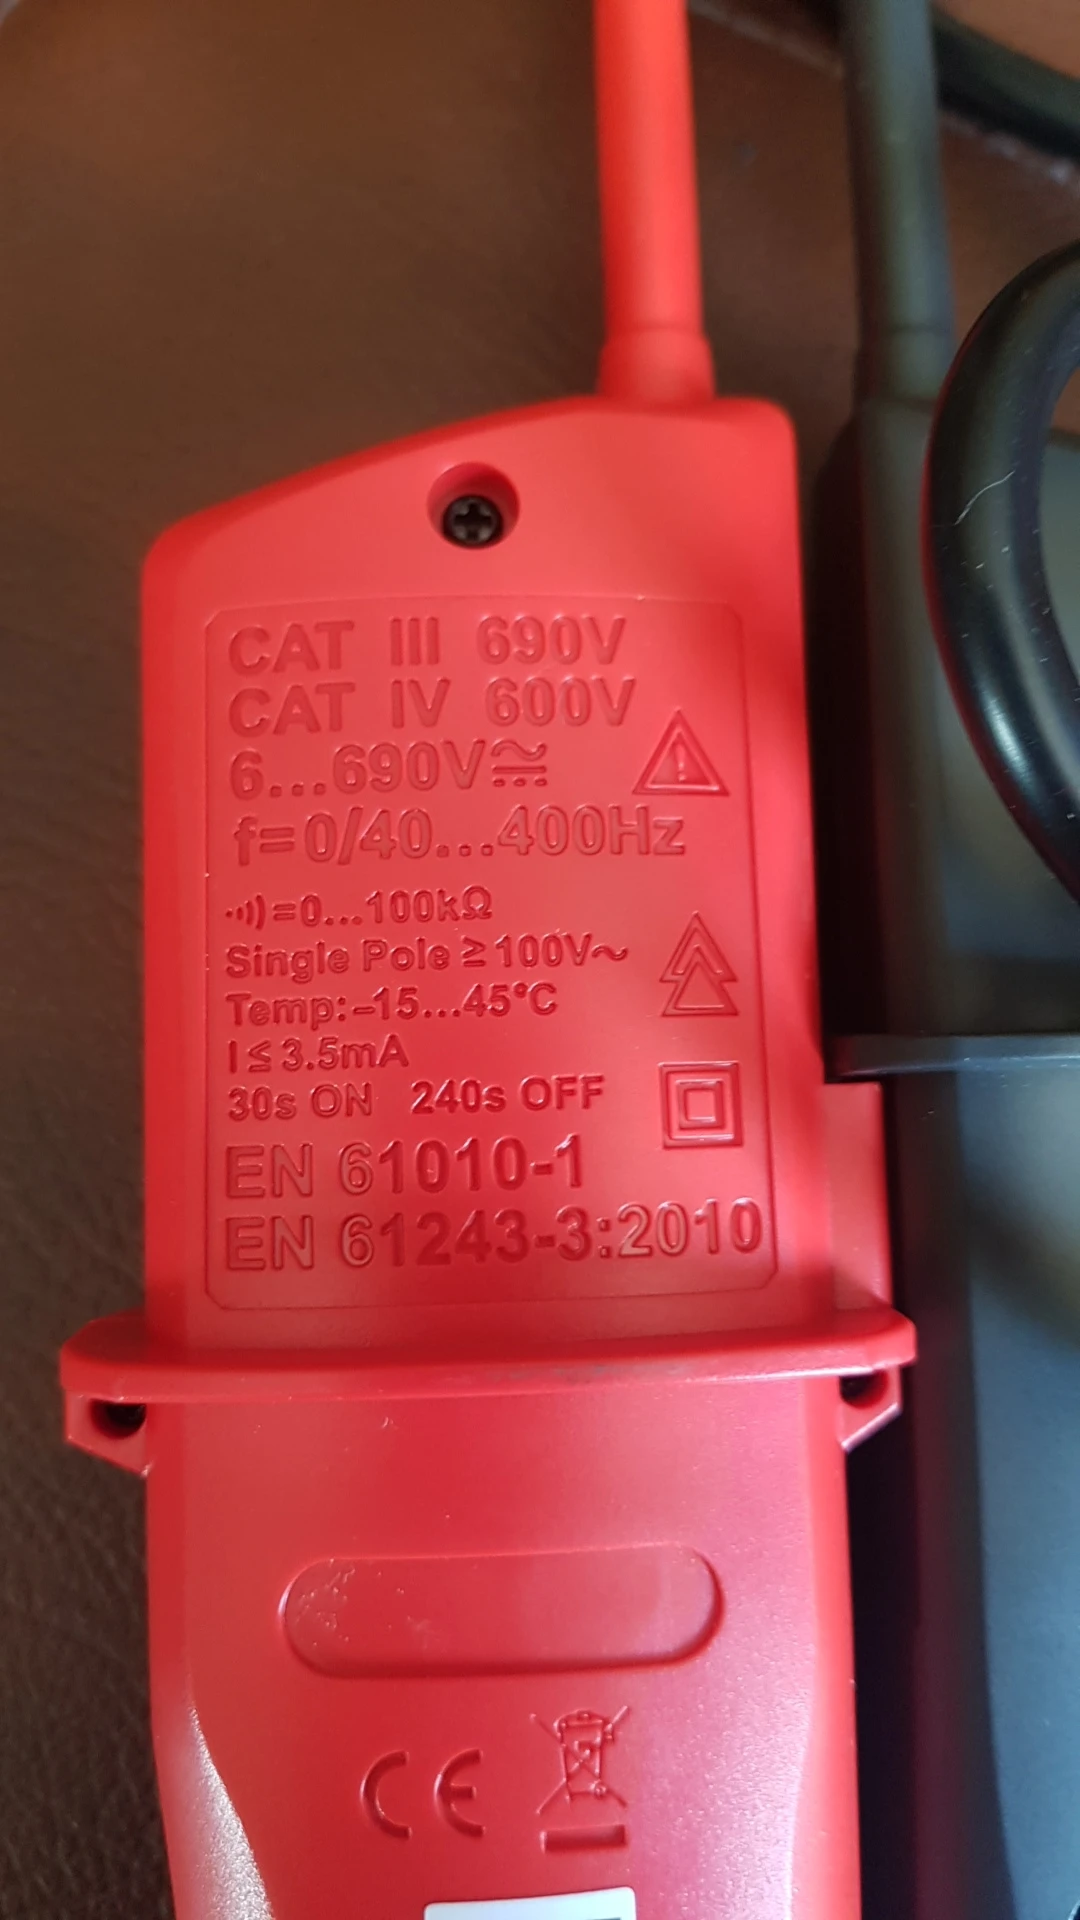 CAT III 690V
CAT IV 600V
6...690V⎓~
f=0/40...400Hz
=0...100kΩ
Single Pole ≥100V~
Temp:-15...45°C
I≤3.5mA
30s ON 240s OFF
EN 61010-1
EN 61243-3:2010
CE